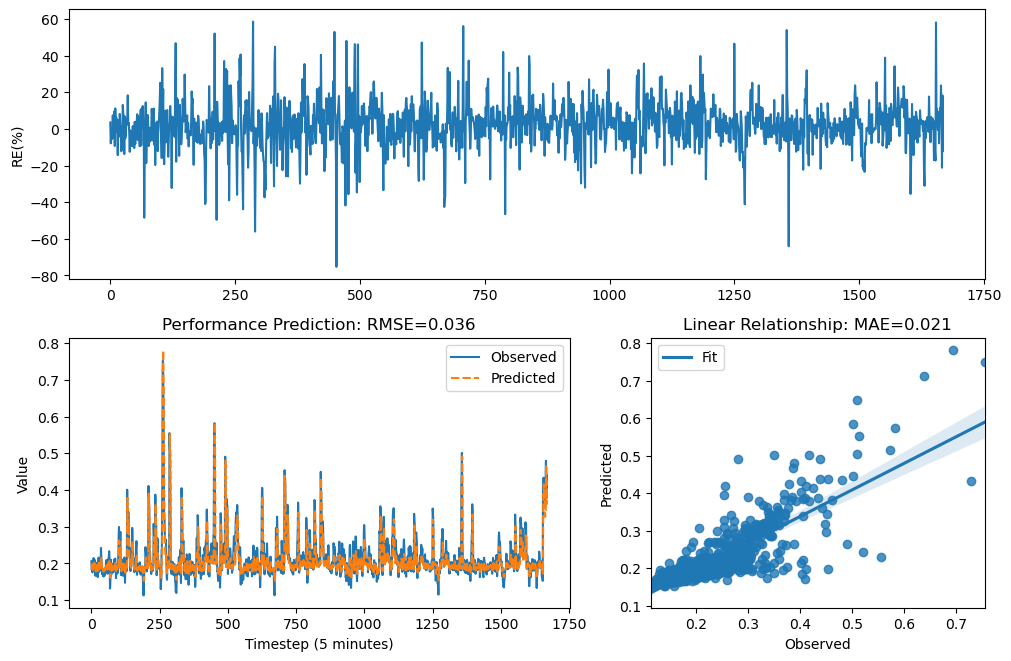 60
40
20
0
−20
−40
−60
−80
RE(%)
0 250 500 750 1000 1250 1500 1750
Performance Prediction: RMSE=0.036
0.8
0.7
0.6
0.5
0.4
0.3
0.2
0.1
Value
Observed
Predicted
0 250 500 750 1000 1250 1500 1750
Timestep (5 minutes)
Linear Relationship: MAE=0.021
0.8
0.7
0.6
0.5
0.4
0.3
0.2
0.1
Predicted
Fit
0.2 0.3 0.4 0.5 0.6 0.7
Observed